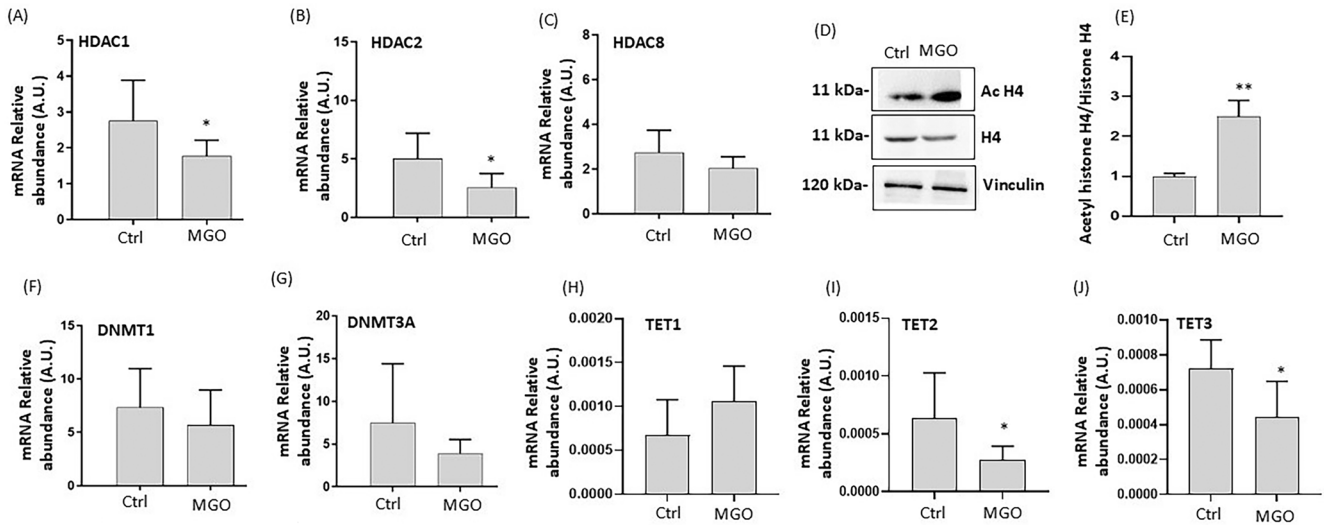 (A)
HDAC1
mRNA Relative
abundance (A.U.)
5
4
3
2
1
0
*
Ctrl
MGO
(B)
HDAC2
mRNA Relative
abundance (A.U.)
15
10
5
0
*
Ctrl
MGO
(C)
HDAC8
mRNA Relative
abundance (A.U.)
8
6
4
2
0
Ctrl
MGO
(D)
Ctrl MGO
11 kDa- Ac H4
11 kDa- H4
120 kDa- Vinculin
(E)
Acetyl histone H4/Histone H4
4
3
2
1
0
**
Ctrl
MGO
(F)
DNMT1
mRNA Relative
abundance (A.U.)
15
10
5
0
Ctrl
MGO
(G)
DNMT3A
mRNA Relative
abundance (A.U.)
20
15
10
5
0
Ctrl
MGO
(H)
TET1
mRNA Relative
abundance (A.U.)
0.0020
0.0015
0.0010
0.0005
0.0000
Ctrl
MGO
(I)
TET2
mRNA Relative
abundance (A.U.)
0.0015
0.0010
0.0005
0.0000
*
Ctrl
MGO
(J)
TET3
mRNA Relative
abundance (A.U.)
0.0010
0.0008
0.0006
0.0004
0.0002
0.0000
*
Ctrl
MGO